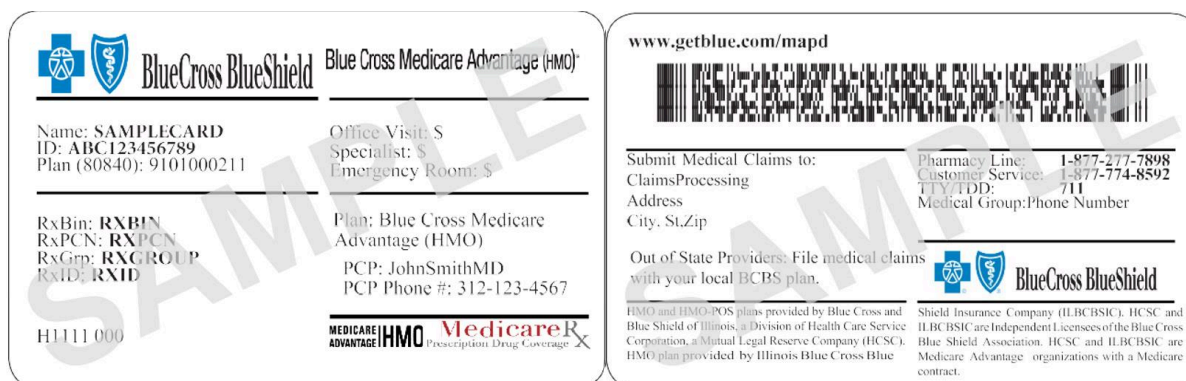 BlueCross BlueShield
Blue Cross Medicare Advantage (HMO)℠
Name: SAMPLECARD
ID: ABC123456789
Plan (80840): 9101000211
Office Visit: $
Specialist: $
Emergency Room: $
RxBin: RXBIN
RxPCN: RXPCN
RxGrp: RXGROUP
RxID: RXID
Plan: Blue Cross Medicare
Advantage (HMO)
PCP: JohnSmithMD
PCP Phone #: 312-123-4567
H1111 000
MEDICARE
ADVANTAGE
HMO
MedicareRx
Prescription Drug Coverage
SAMPLE
www.getblue.com/mapd
Submit Medical Claims to:
ClaimsProcessing
Address
City, St,Zip
Pharmacy Line: 1-877-277-7898
Customer Service: 1-877-774-8592
TTY/TDD: 711
Medical Group:Phone Number
Out of State Providers: File medical claims
with your local BCBS plan.
BlueCross BlueShield
HMO and HMO-POS plans provided by Blue Cross and
Blue Shield of Illinois, a Division of Health Care Service
Corporation, a Mutual Legal Reserve Company (HCSC).
HMO plan provided by Illinois Blue Cross Blue
Shield Insurance Company (ILBCBSIC). HCSC and
ILBCBSIC are Independent Licensees of the Blue Cross
Blue Shield Association. HCSC and ILBCBSIC are
Medicare Advantage organizations with a Medicare
contract.
SAMPLE